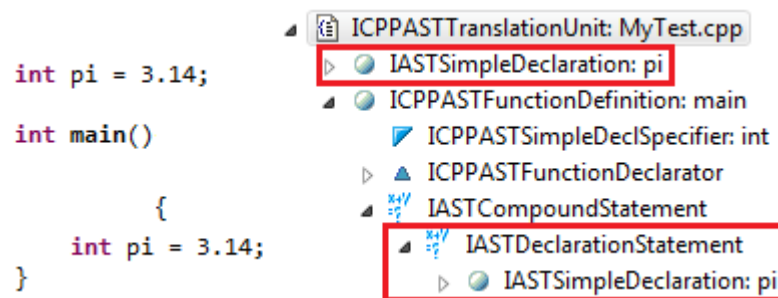 int pi = 3.14;
int main()
{
int pi = 3.14;
}
ICPPASTTranslationUnit: MyTest.cpp
IASTSimpleDeclaration: pi
ICPPASTFunctionDefinition: main
ICPPASTSimpleDeclSpecifier: int
ICPPASTFunctionDeclarator
IASTCompoundStatement
IASTDeclarationStatement
IASTSimpleDeclaration: pi